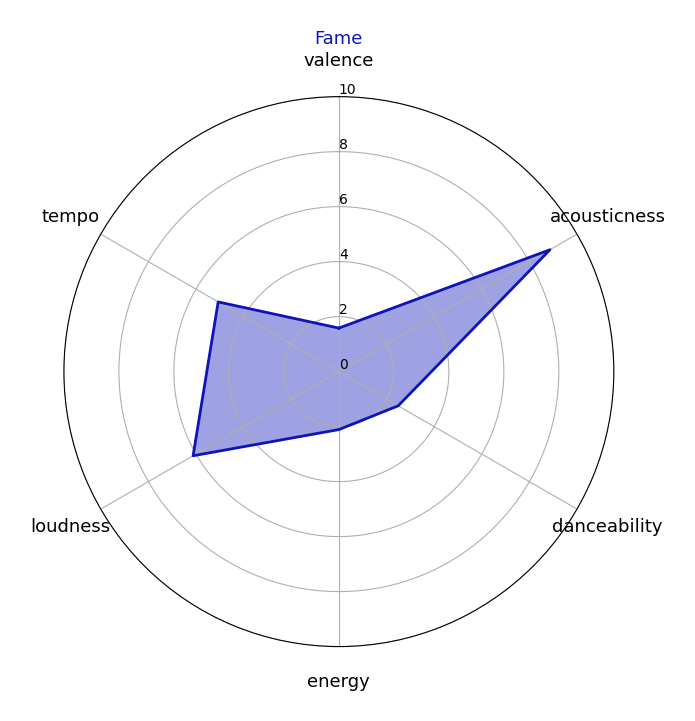 Fame
valence
10
8
6
4
2
0
tempo
acousticness
loudness
danceability
energy